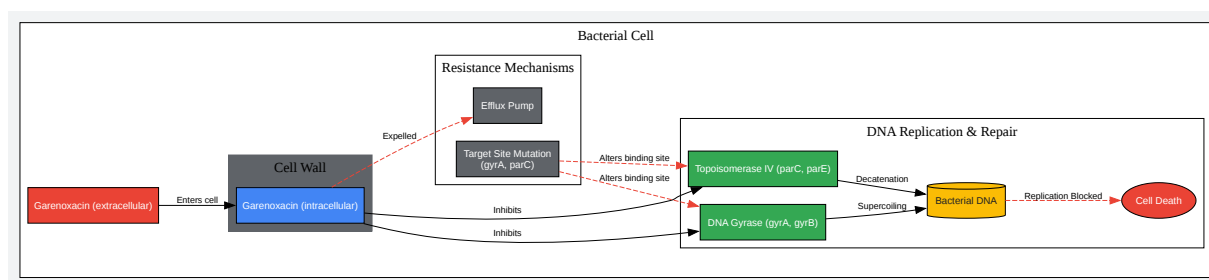 Bacterial Cell
Resistance Mechanisms
Efflux Pump
Expelled
Target Site Mutation
(gyrA, parC)
Cell Wall
Garenoxacin (extracellular)
Enters cell
Garenoxacin (intracellular)
Inhibits
Inhibits
Alters binding site
Alters binding site
DNA Replication & Repair
Topoisomerase IV (parC, parE)
DNA Gyrase (gyrA, gyrB)
Decatenation
Supercoiling
Bacterial DNA
Replication Blocked
Cell Death